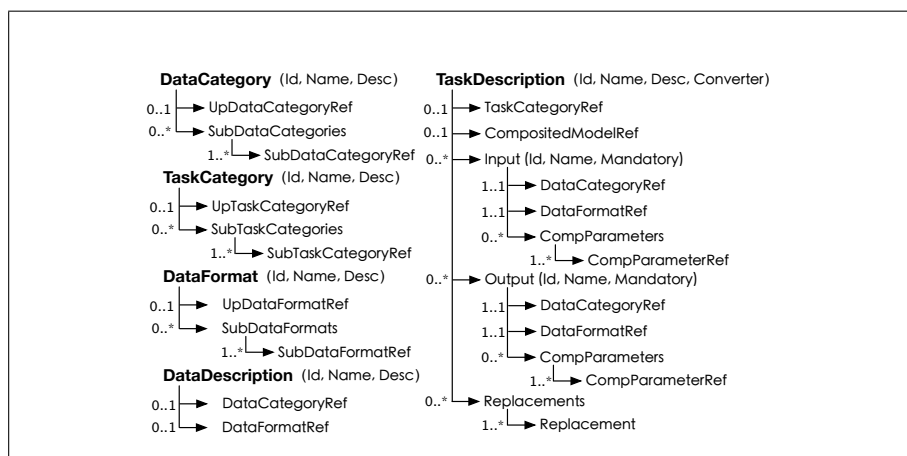 DataCategory (Id, Name, Desc)
0..1 UpDataCategoryRef
0..* SubDataCategories
1..* SubDataCategoryRef
TaskCategory (Id, Name, Desc)
0..1 UpTaskCategoryRef
0..* SubTaskCategories
1..* SubTaskCategoryRef
DataFormat (Id, Name, Desc)
0..1 UpDataFormatRef
0..* SubDataFormats
1..* SubDataFormatRef
DataDescription (Id, Name, Desc)
0..1 DataCategoryRef
0..1 DataFormatRef
TaskDescription (Id, Name, Desc, Converter)
0..1 TaskCategoryRef
0..1 CompositedModelRef
0..* Input (Id, Name, Mandatory)
1..1 DataCategoryRef
1..1 DataFormatRef
0..* CompParameters
1..* CompParameterRef
0..* Output (Id, Name, Mandatory)
1..1 DataCategoryRef
1..1 DataFormatRef
0..* CompParameters
1..* CompParameterRef
0..* Replacements
1..* Replacement